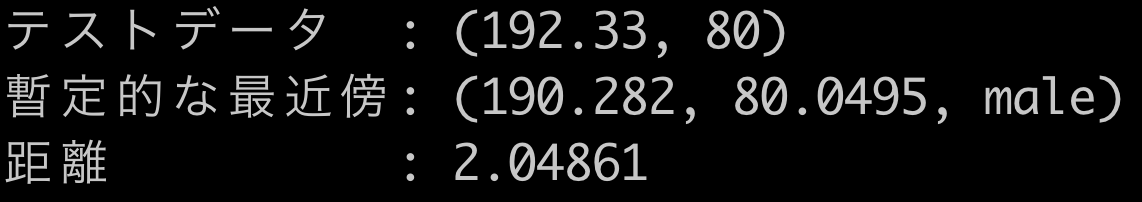 テストデータ : (192.33, 80)
暫定的な最近傍: (190.282, 80.0495, male)
距離 : 2.04861